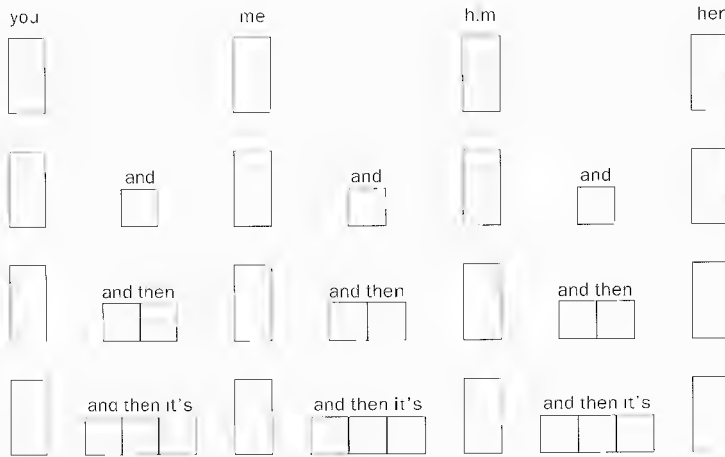 you me him her
and and and
and then and then and then
and then it's and then it's and then it's